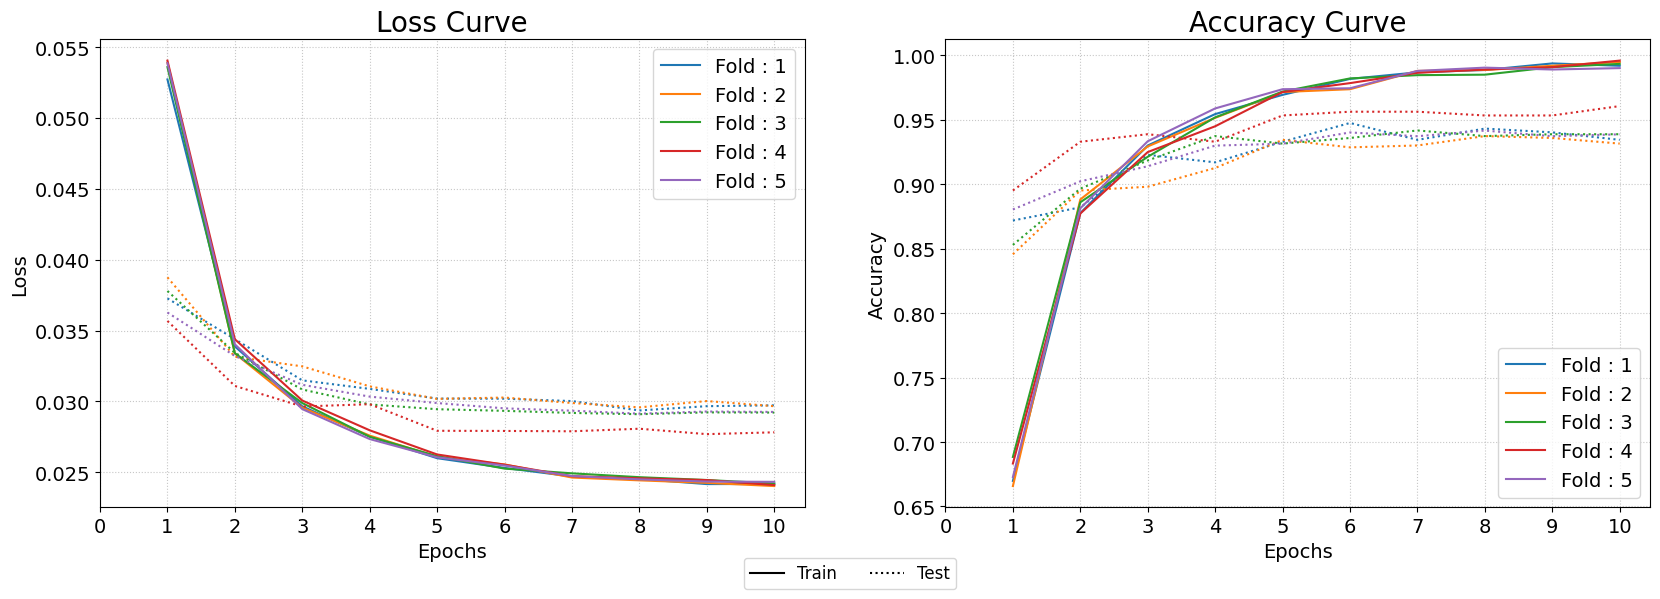 Loss Curve
0.055
0.050
0.045
0.040
0.035
0.030
0.025
Loss
Fold : 1
Fold : 2
Fold : 3
Fold : 4
Fold : 5
0 1 2 3 4 5 6 7 8 9 10
Epochs
Accuracy Curve
1.00
0.95
0.90
0.85
0.80
0.75
0.70
0.65
Accuracy
Fold : 1
Fold : 2
Fold : 3
Fold : 4
Fold : 5
0 1 2 3 4 5 6 7 8 9 10
Epochs
Train Test